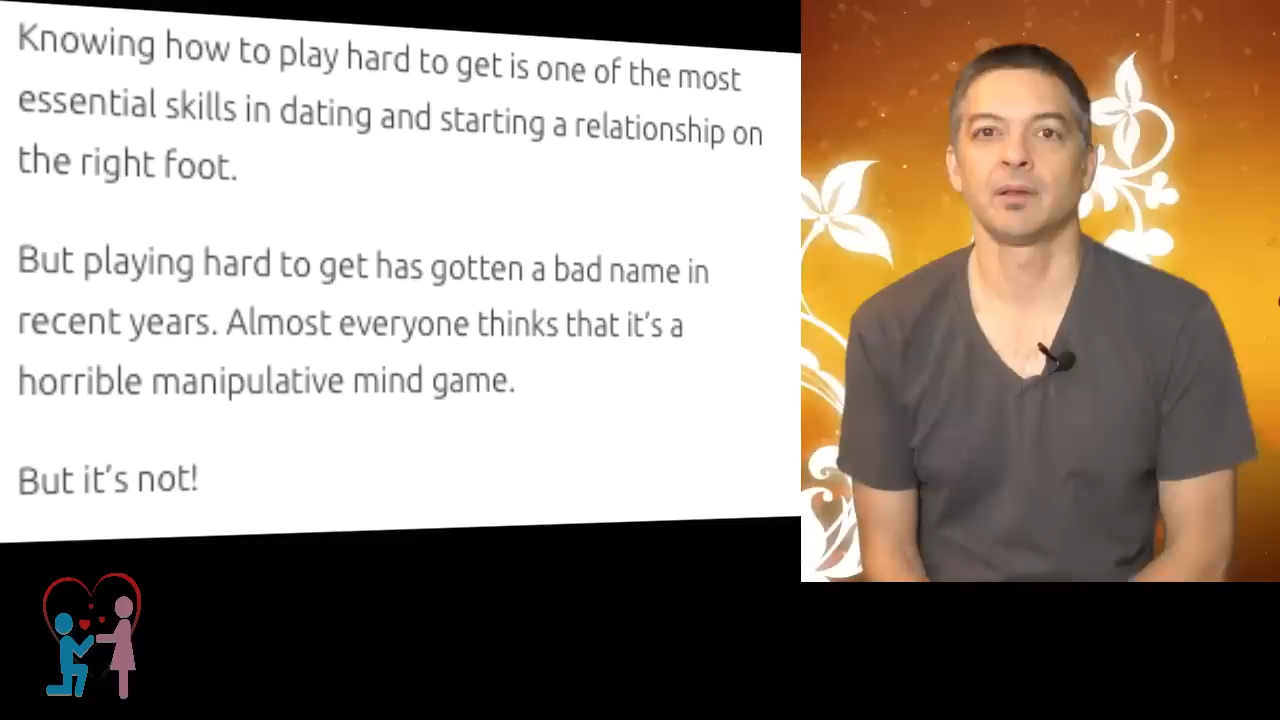 Knowing how to play hard to get is one of the most
essential skills in dating and starting a relationship on
the right foot.
But playing hard to get has gotten a bad name in
recent years. Almost everyone thinks that it's a
horrible manipulative mind game.
But it's not!